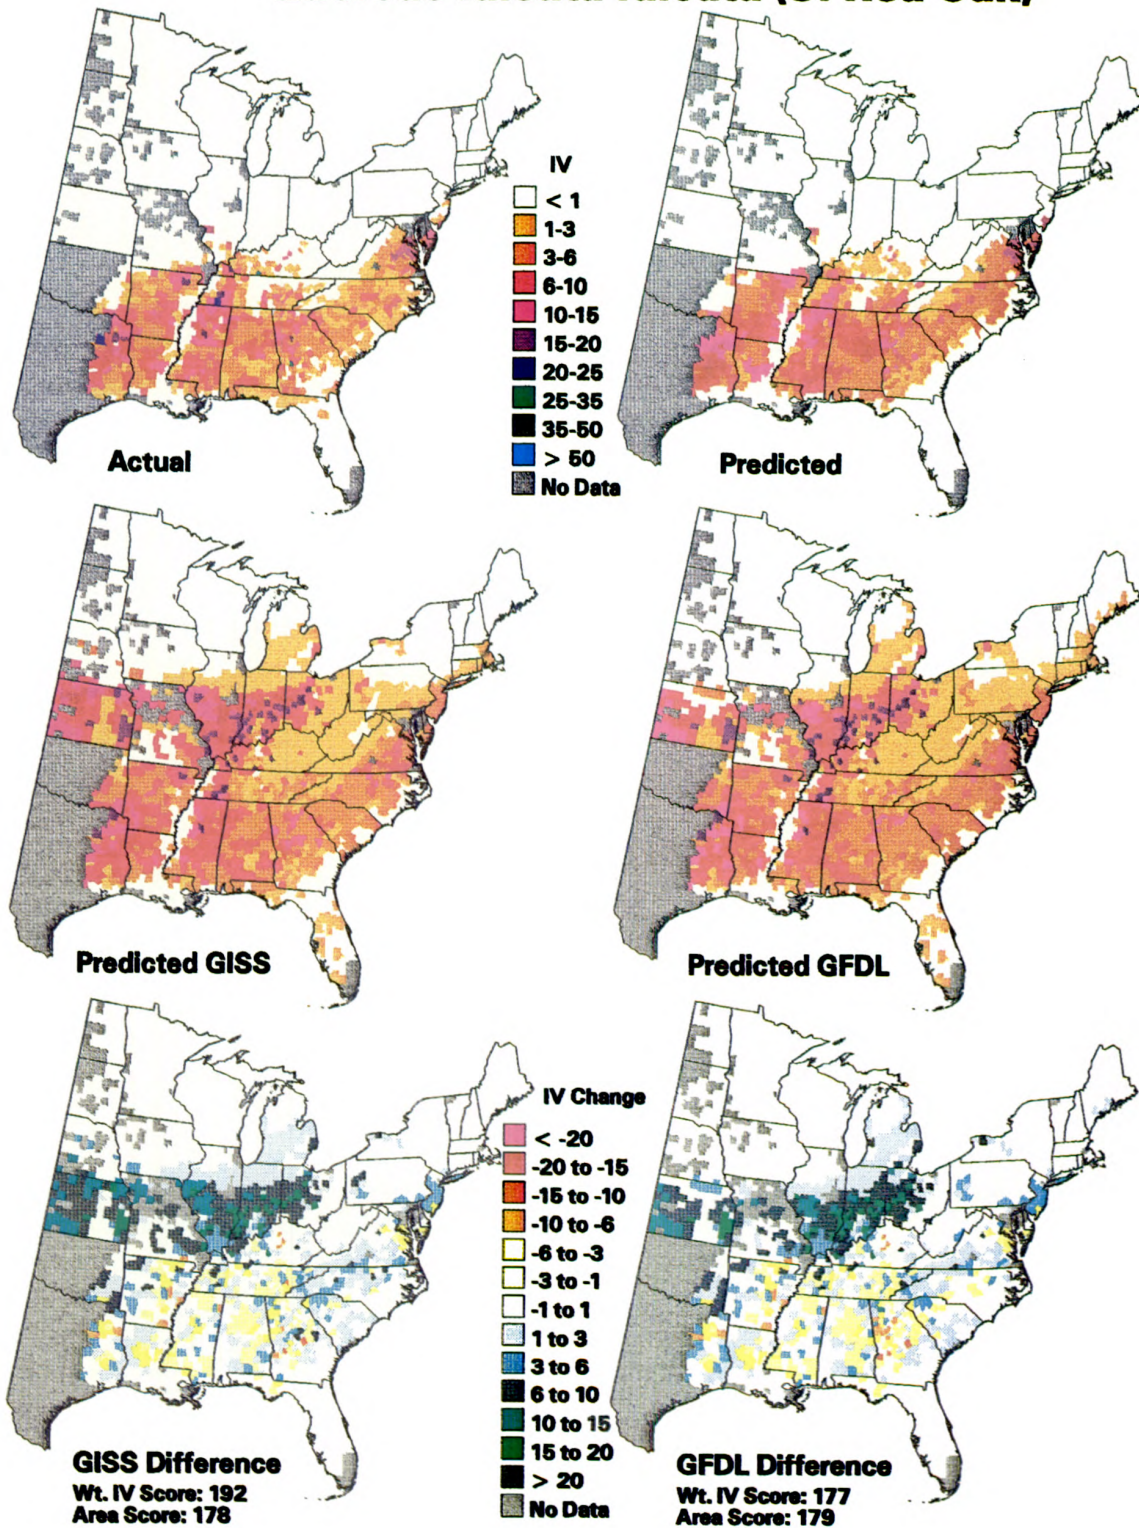 IV
< 1
1-3
3-6
6-10
10-15
15-20
20-25
25-35
35-50
> 50
No Data
Actual
Predicted
Predicted GISS
Predicted GFDL
IV Change
< -20
-20 to -15
-15 to -10
-10 to -6
-6 to -3
-3 to -1
-1 to 1
1 to 3
3 to 6
6 to 10
10 to 15
15 to 20
> 20
No Data
GISS Difference
Wt. IV Score: 192
Area Score: 178
GFDL Difference
Wt. IV Score: 177
Area Score: 179